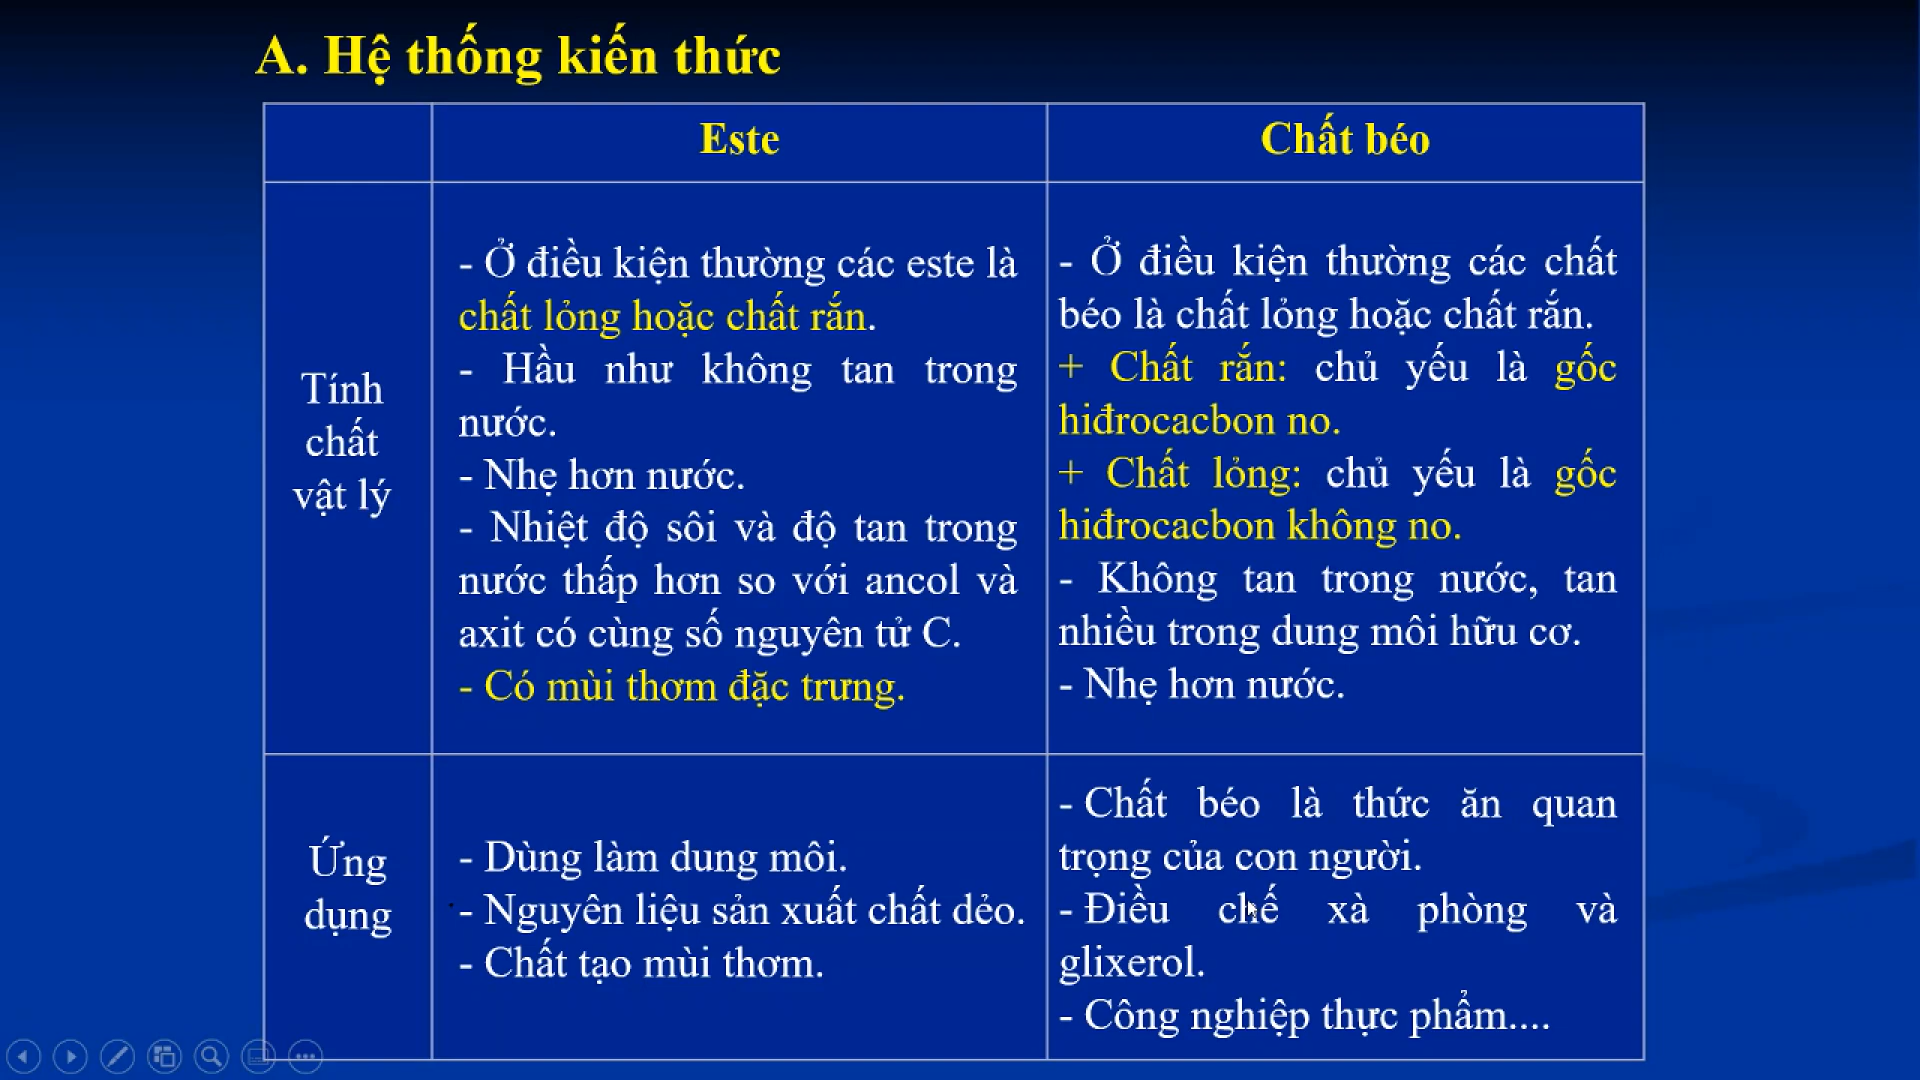 A. Hệ thống kiến thức
Este
Chất béo
Tính
chất
vật lý
- Ở điều kiện thường các este là
chất lỏng hoặc chất rắn.
- Hầu như không tan trong
nước.
- Nhẹ hơn nước.
- Nhiệt độ sôi và độ tan trong
nước thấp hơn so với ancol và
axit có cùng số nguyên tử C.
- Có mùi thơm đặc trưng.
- Ở điều kiện thường các chất
béo là chất lỏng hoặc chất rắn.
+ Chất rắn: chủ yếu là gốc
hiđrocacbon no.
+ Chất lỏng: chủ yếu là gốc
hiđrocacbon không no.
- Không tan trong nước, tan
nhiều trong dung môi hữu cơ.
- Nhẹ hơn nước.
Ứng
dụng
- Dùng làm dung môi.
- Nguyên liệu sản xuất chất dẻo.
- Chất tạo mùi thơm.
- Chất béo là thức ăn quan
trọng của con người.
- Điều chế xà phòng và
glixerol.
- Công nghiệp thực phẩm....